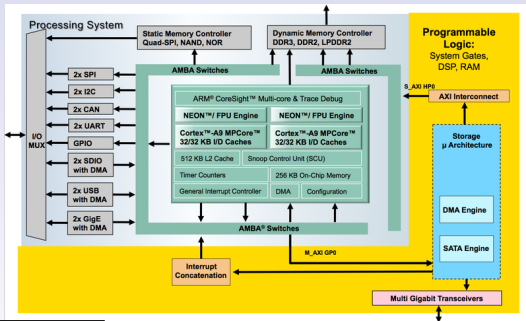 Processing System
Static Memory Controller
Quad-SPI, NAND, NOR
Dynamic Memory Controller
DDR3, DDR2, LPDDR2
Programmable
Logic:
System Gates,
DSP, RAM
AMBA Switches
AMBA Switches
S_AXI HP0
AXI Interconnect
I/O
MUX
2x SPI
2x I2C
2x CAN
2x UART
GPIO
2x SDIO
with DMA
2x USB
with DMA
2x GigE
with DMA
ARM® CoreSight™ Multi-core & Trace Debug
NEON™/ FPU Engine
NEON™/ FPU Engine
Cortex™-A9 MPCore™
32/32 KB I/D Caches
Cortex™-A9 MPCore™
32/32 KB I/D Caches
512 KB L2 Cache
Snoop Control Unit (SCU)
Timer Counters
256 KB On-Chip Memory
General Interrupt Controller
DMA
Configuration
AMBA® Switches
Storage
µ Architecture
DMA Engine
SATA Engine
M_AXI GP0
Interrupt
Concatenation
Multi Gigabit Transceivers